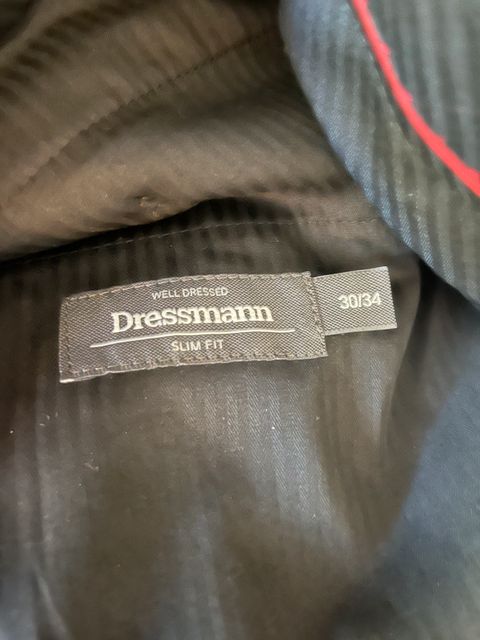 WELL DRESSED
Dressmann
SLIM FIT
30/34